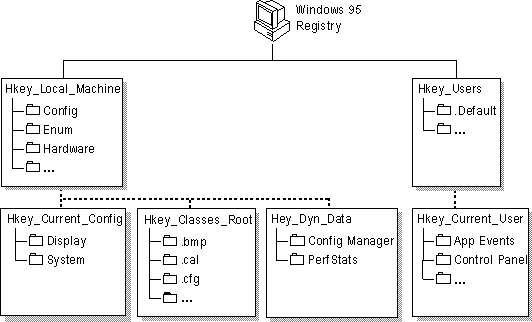 Windows 95
Registry
Hkey_Local_Machine
Config
Enum
Hardware
...
Hkey_Users
.Default
...
Hkey_Current_Config
Display
System
Hkey_Classes_Root
.bmp
.cal
.cfg
...
Hey_Dyn_Data
Config Manager
PerfStats
Hkey_Current_User
App Events
Control Panel
...